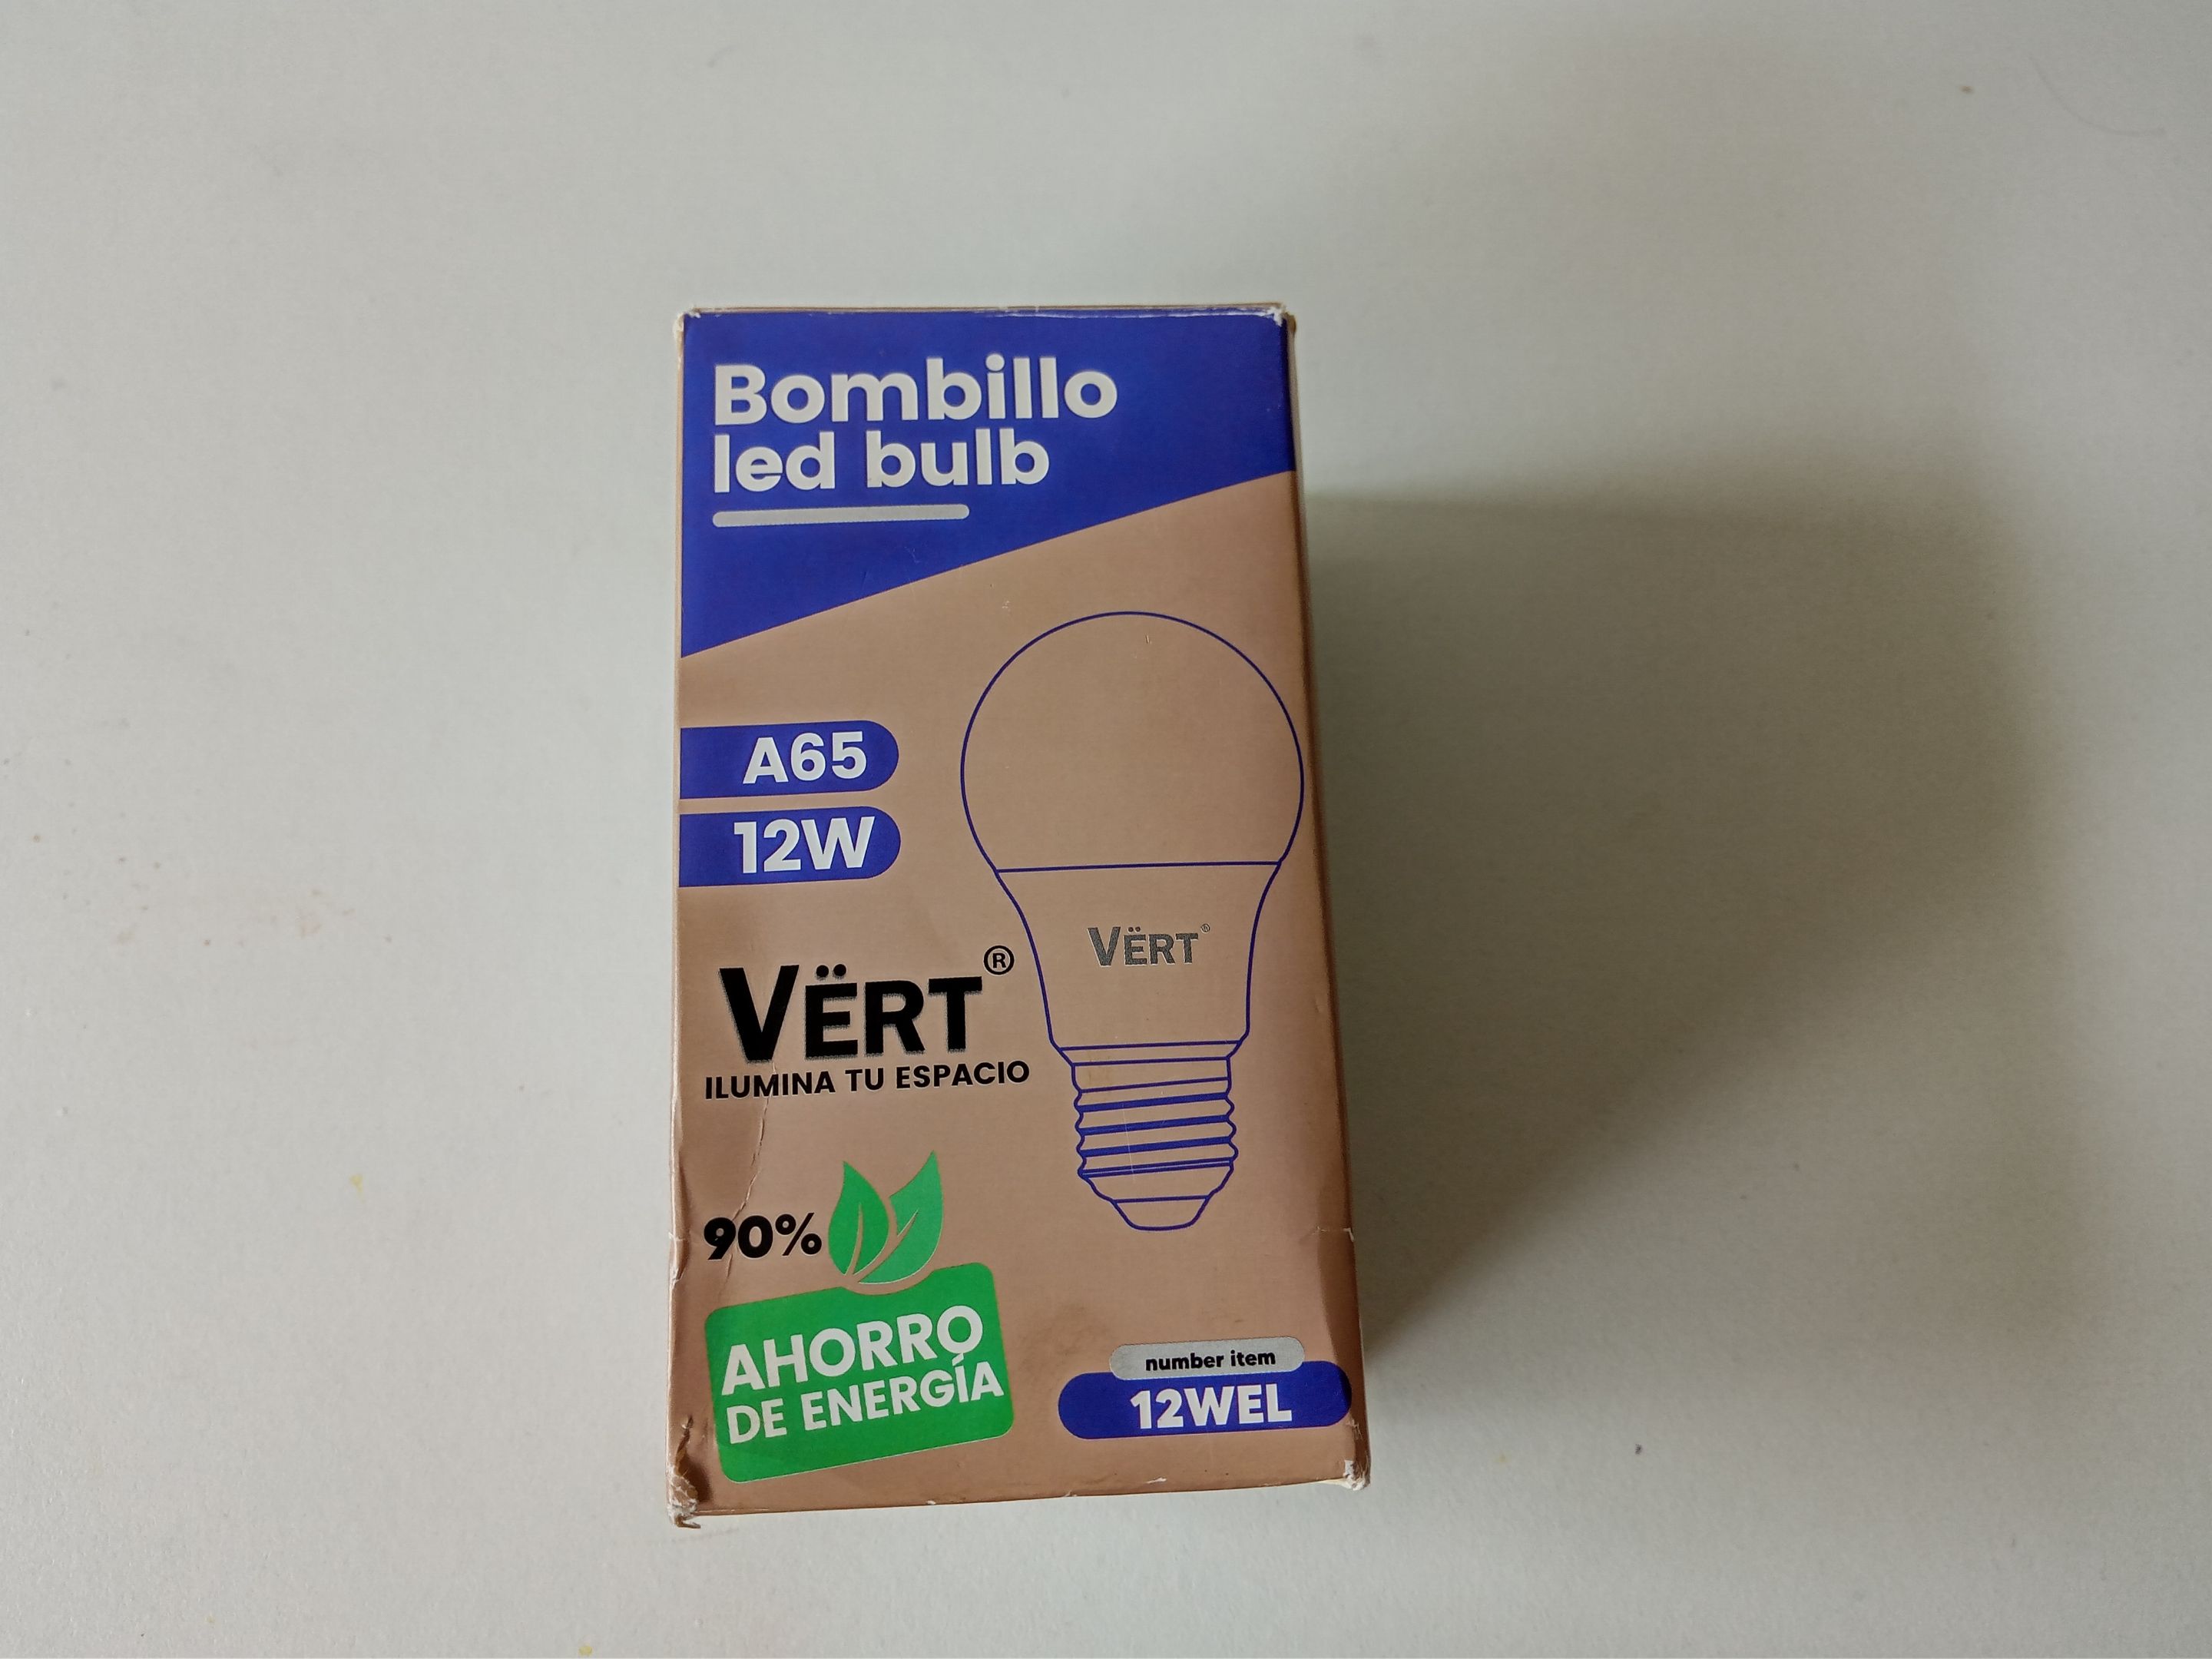 Bombillo
led bulb
A65
12W
VËRT®
VËRT®
ILUMINA TU ESPACIO
90%
AHORRO
DE ENERGÍA
number item
12WEL